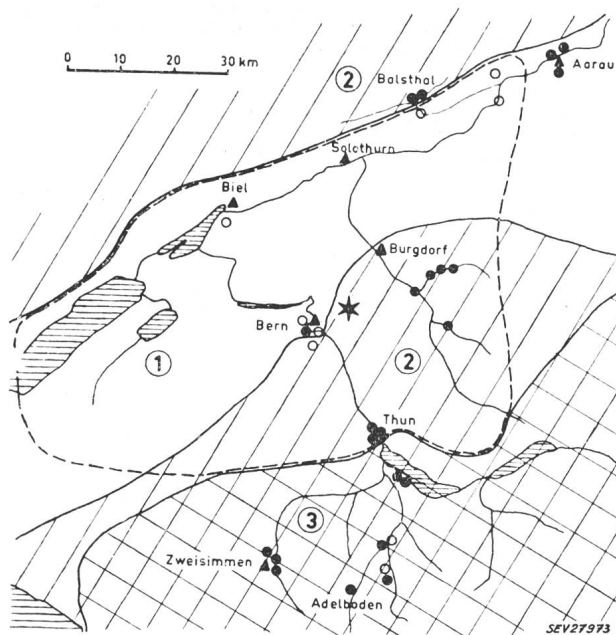 0 10 20 30 km
Aarau
Balsthal
2
Solothurn
Biel
Burgdorf
Bern
1
2
Thun
3
Zweisimmen
Adelboden
SEV27973